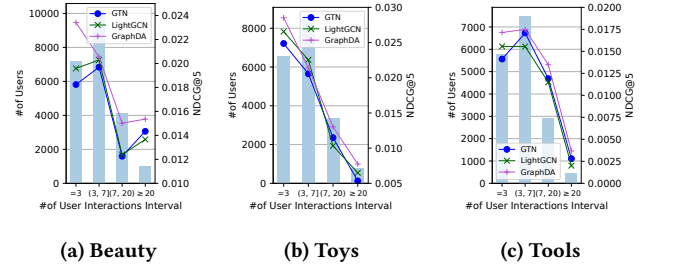 GTN
LightGCN
GraphDA
10000
8000
6000
4000
2000
0
#of Users
0.024
0.022
0.020
0.018
0.016
0.014
0.012
0.010
NDCG@5
=3 (3, 7] (7, 20) ≥ 20
#of User Interactions Interval
(a) Beauty
GTN
LightGCN
GraphDA
10000
8000
6000
4000
2000
0
#of Users
0.030
0.025
0.020
0.015
0.010
0.005
NDCG@5
=3 (3, 7] (7, 20) ≥ 20
#of User Interactions Interval
(b) Toys
7000
6000
5000
4000
3000
2000
1000
0
#of Users
GTN
LightGCN
GraphDA
0.0200
0.0175
0.0150
0.0125
0.0100
0.0075
0.0050
0.0025
0.0000
NDCG@5
=3 (3, 7] (7, 20) ≥ 20
#of User Interactions Interval
(c) Tools